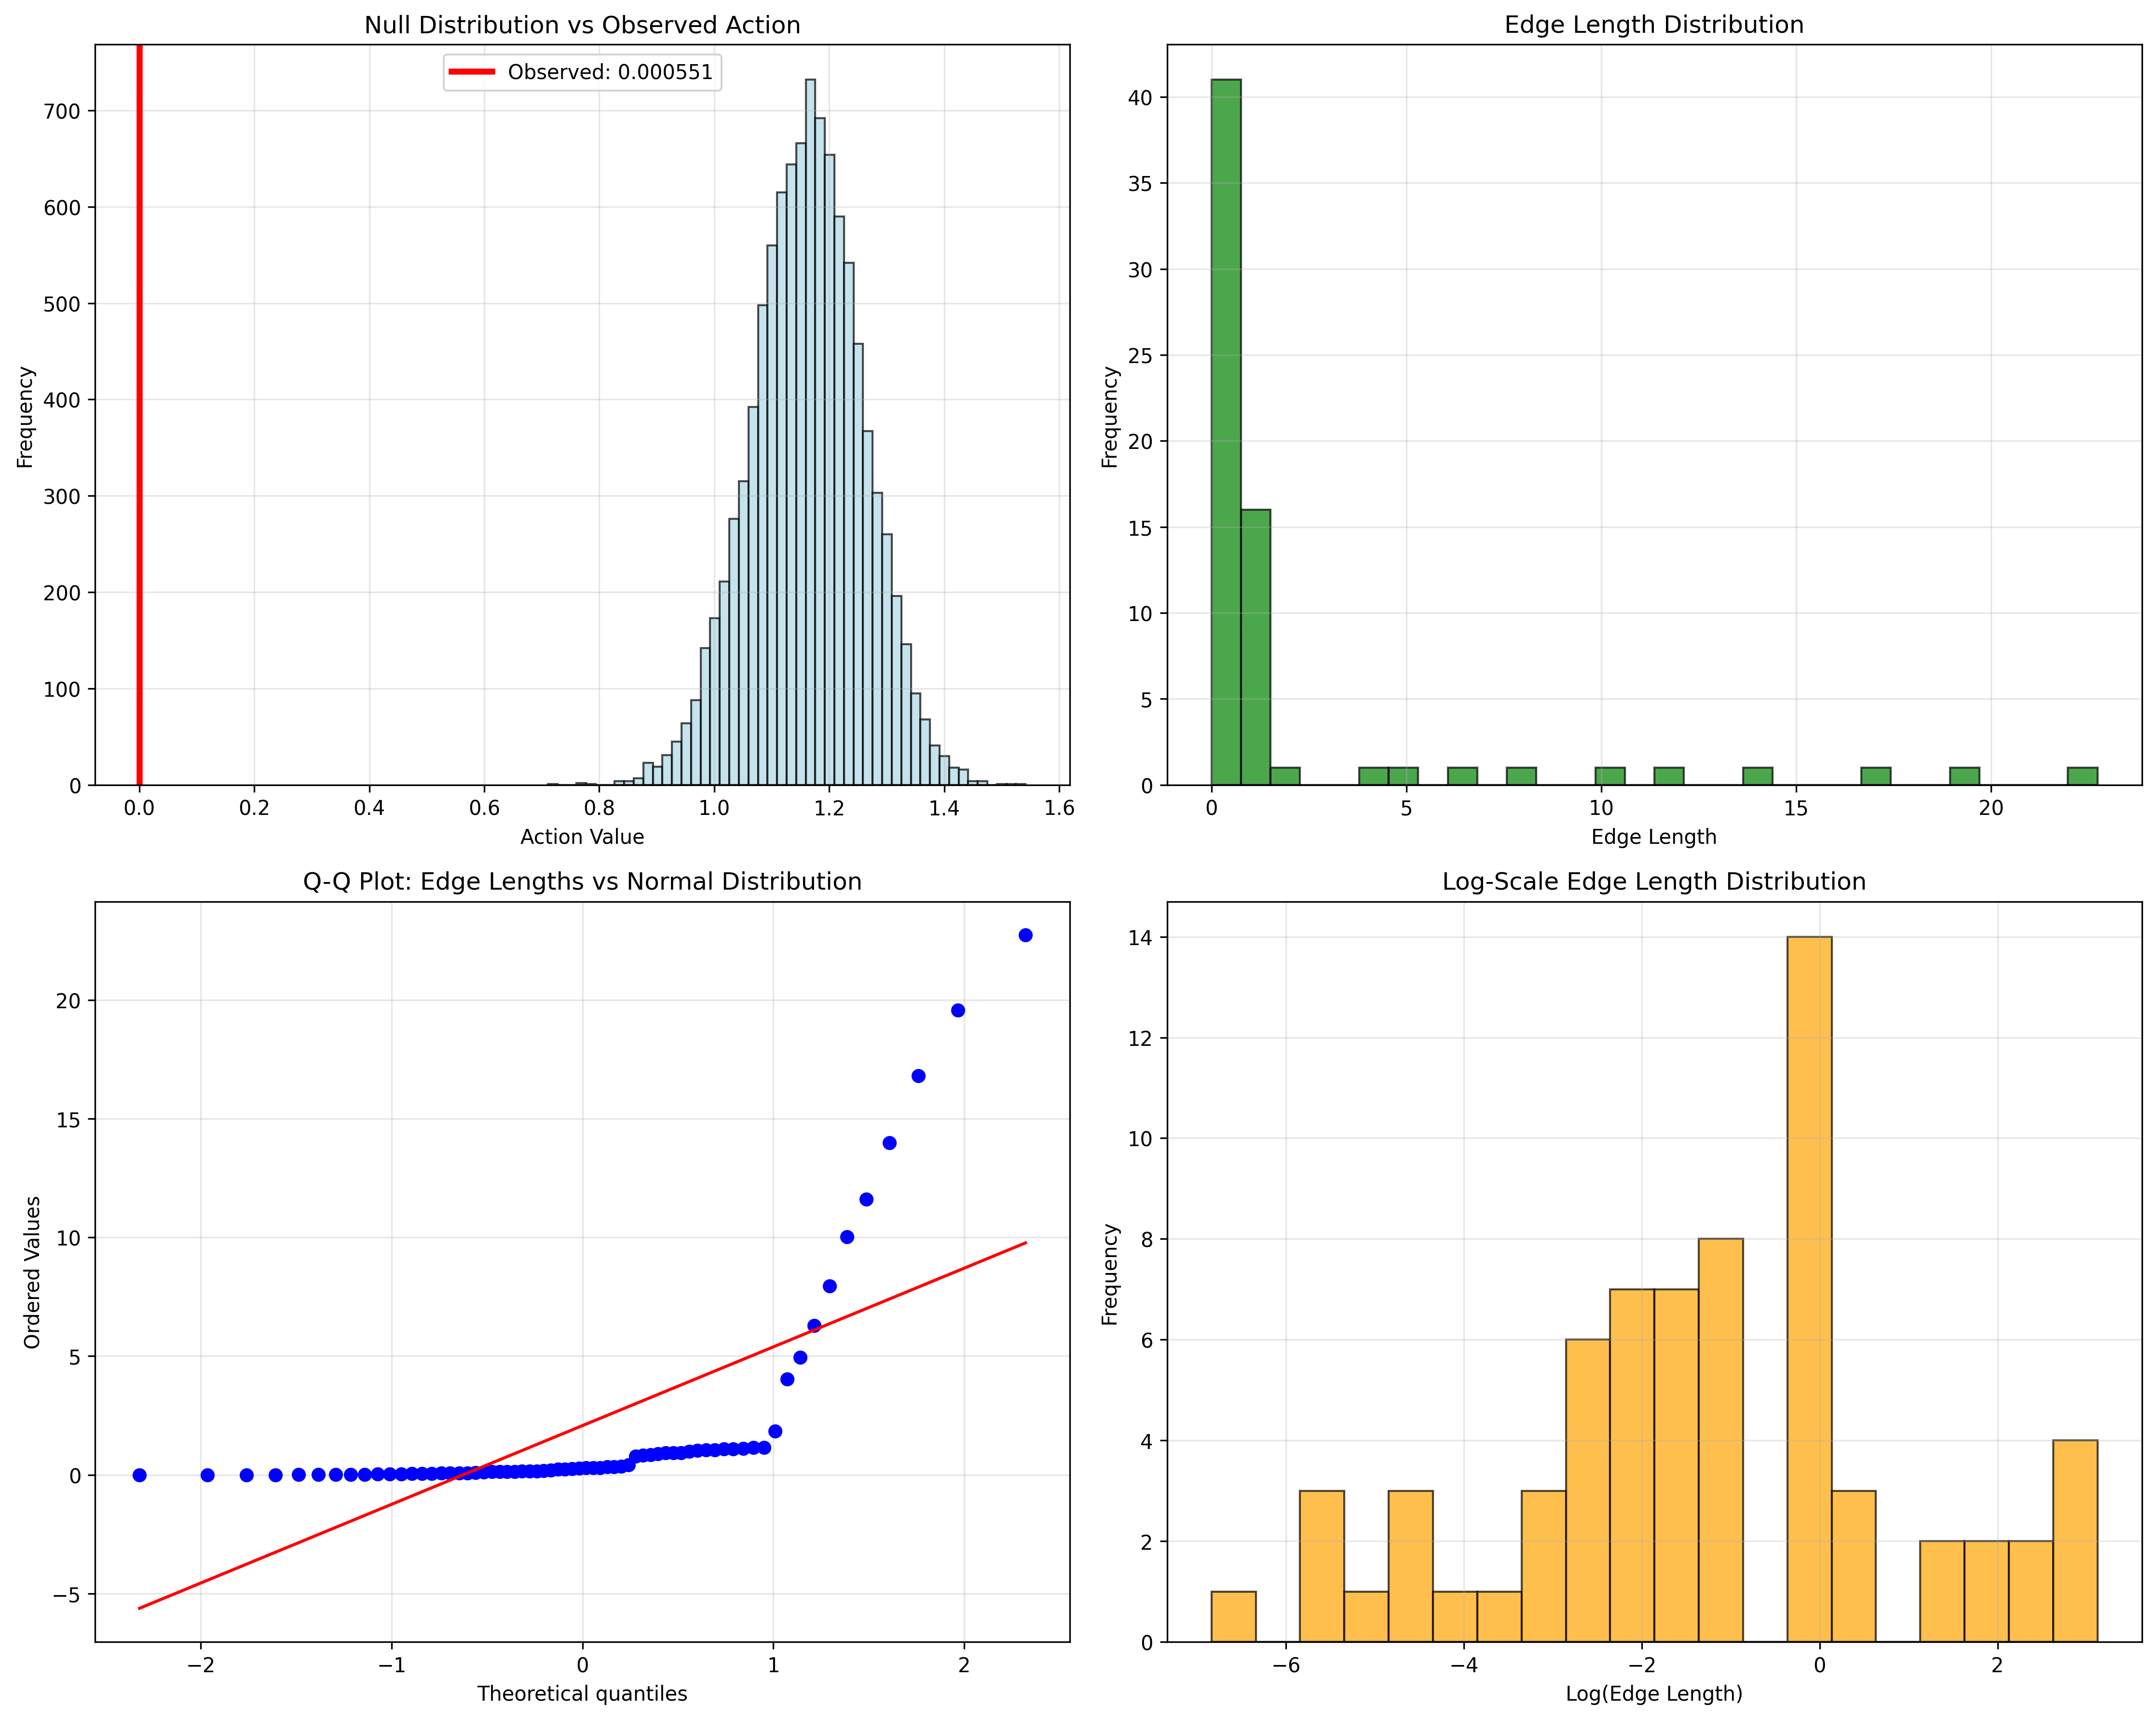 Null Distribution vs Observed Action
Observed: 0.000551
700
600
500
400
300
200
100
0
Frequency
0.0 0.2 0.4 0.6 0.8 1.0 1.2 1.4 1.6
Action Value
Edge Length Distribution
40
35
30
25
20
15
10
5
0
Frequency
0 5 10 15 20
Edge Length
Q-Q Plot: Edge Lengths vs Normal Distribution
20
15
10
5
0
−5
Ordered Values
−2 −1 0 1 2
Theoretical quantiles
Log-Scale Edge Length Distribution
14
12
10
8
6
4
2
0
Frequency
−6 −4 −2 0 2
Log(Edge Length)